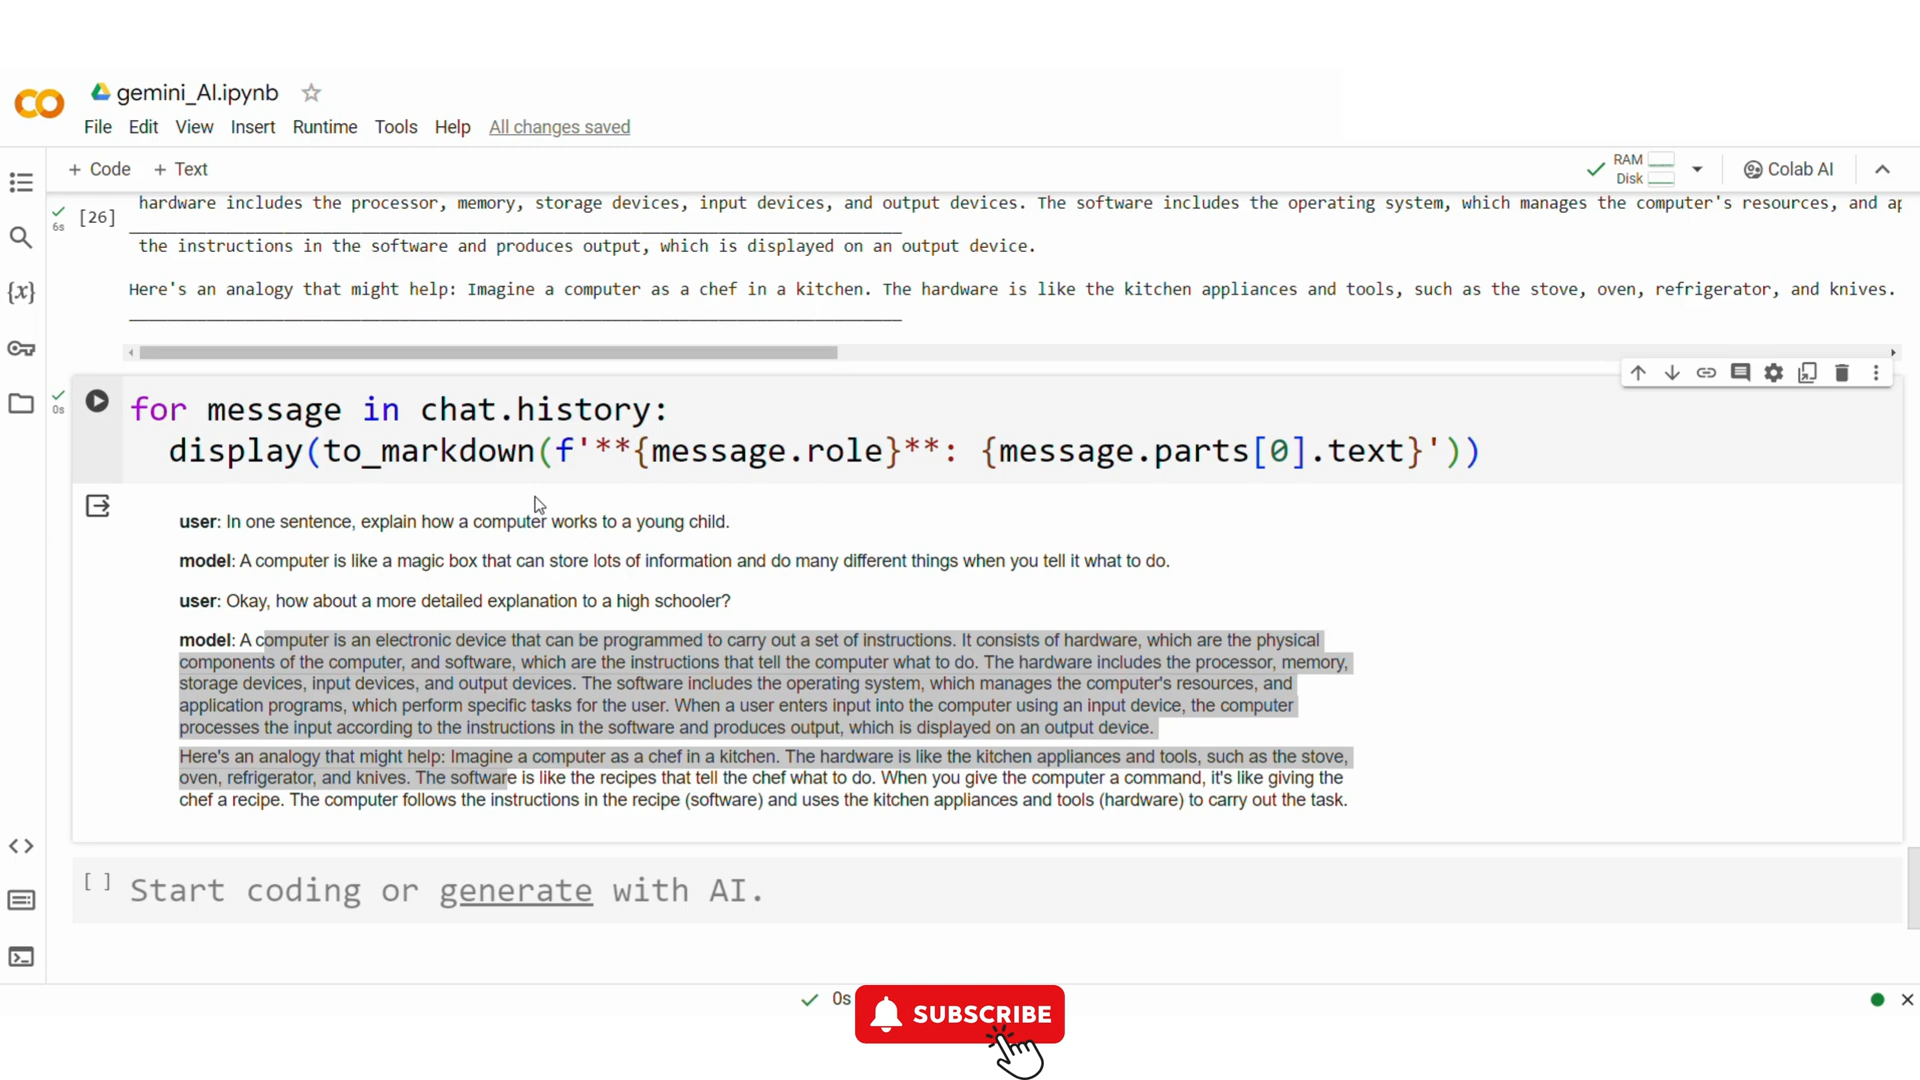 gemini_AI.ipynb
File Edit View Insert Runtime Tools Help All changes saved
+ Code + Text
RAM
Disk
Colab AI
hardware includes the processor, memory, storage devices, input devices, and output devices. The software includes the operating system, which manages the computer's resources, and
6s
[26]
the instructions in the software and produces output, which is displayed on an output device.
Here's an analogy that might help: Imagine a computer as a chef in a kitchen. The hardware is like the kitchen appliances and tools, such as the stove, oven, refrigerator, and knives.
{x}
0s
for message in chat.history:
display(to_markdown(f'**{message.role}**: {message.parts[0].text}'))
user: In one sentence, explain how a computer works to a young child.
model: A computer is like a magic box that can store lots of information and do many different things when you tell it what to do.
user: Okay, how about a more detailed explanation to a high schooler?
model: A computer is an electronic device that can be programmed to carry out a set of instructions. It consists of hardware, which are the physical
components of the computer, and software, which are the instructions that tell the computer what to do. The hardware includes the processor, memory,
storage devices, input devices, and output devices. The software includes the operating system, which manages the computer's resources, and
application programs, which perform specific tasks for the user. When a user enters input into the computer using an input device, the computer
processes the input according to the instructions in the software and produces output, which is displayed on an output device.
Here's an analogy that might help: Imagine a computer as a chef in a kitchen. The hardware is like the kitchen appliances and tools, such as the stove,
oven, refrigerator, and knives. The software is like the recipes that tell the chef what to do. When you give the computer a command, it's like giving the
chef a recipe. The computer follows the instructions in the recipe (software) and uses the kitchen appliances and tools (hardware) to carry out the task.
[ ] Start coding or generate with AI.
0s
SUBSCRIBE